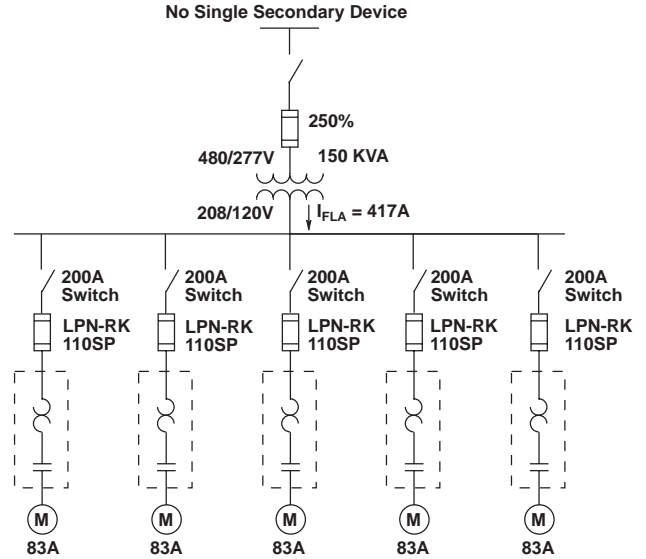 No Single Secondary Device
250%
480/277V
150 KVA
208/120V
I_FLA = 417A
200A
Switch
LPN-RK
110SP
M
83A
200A
Switch
LPN-RK
110SP
M
83A
200A
Switch
LPN-RK
110SP
M
83A
200A
Switch
LPN-RK
110SP
M
83A
200A
Switch
LPN-RK
110SP
M
83A